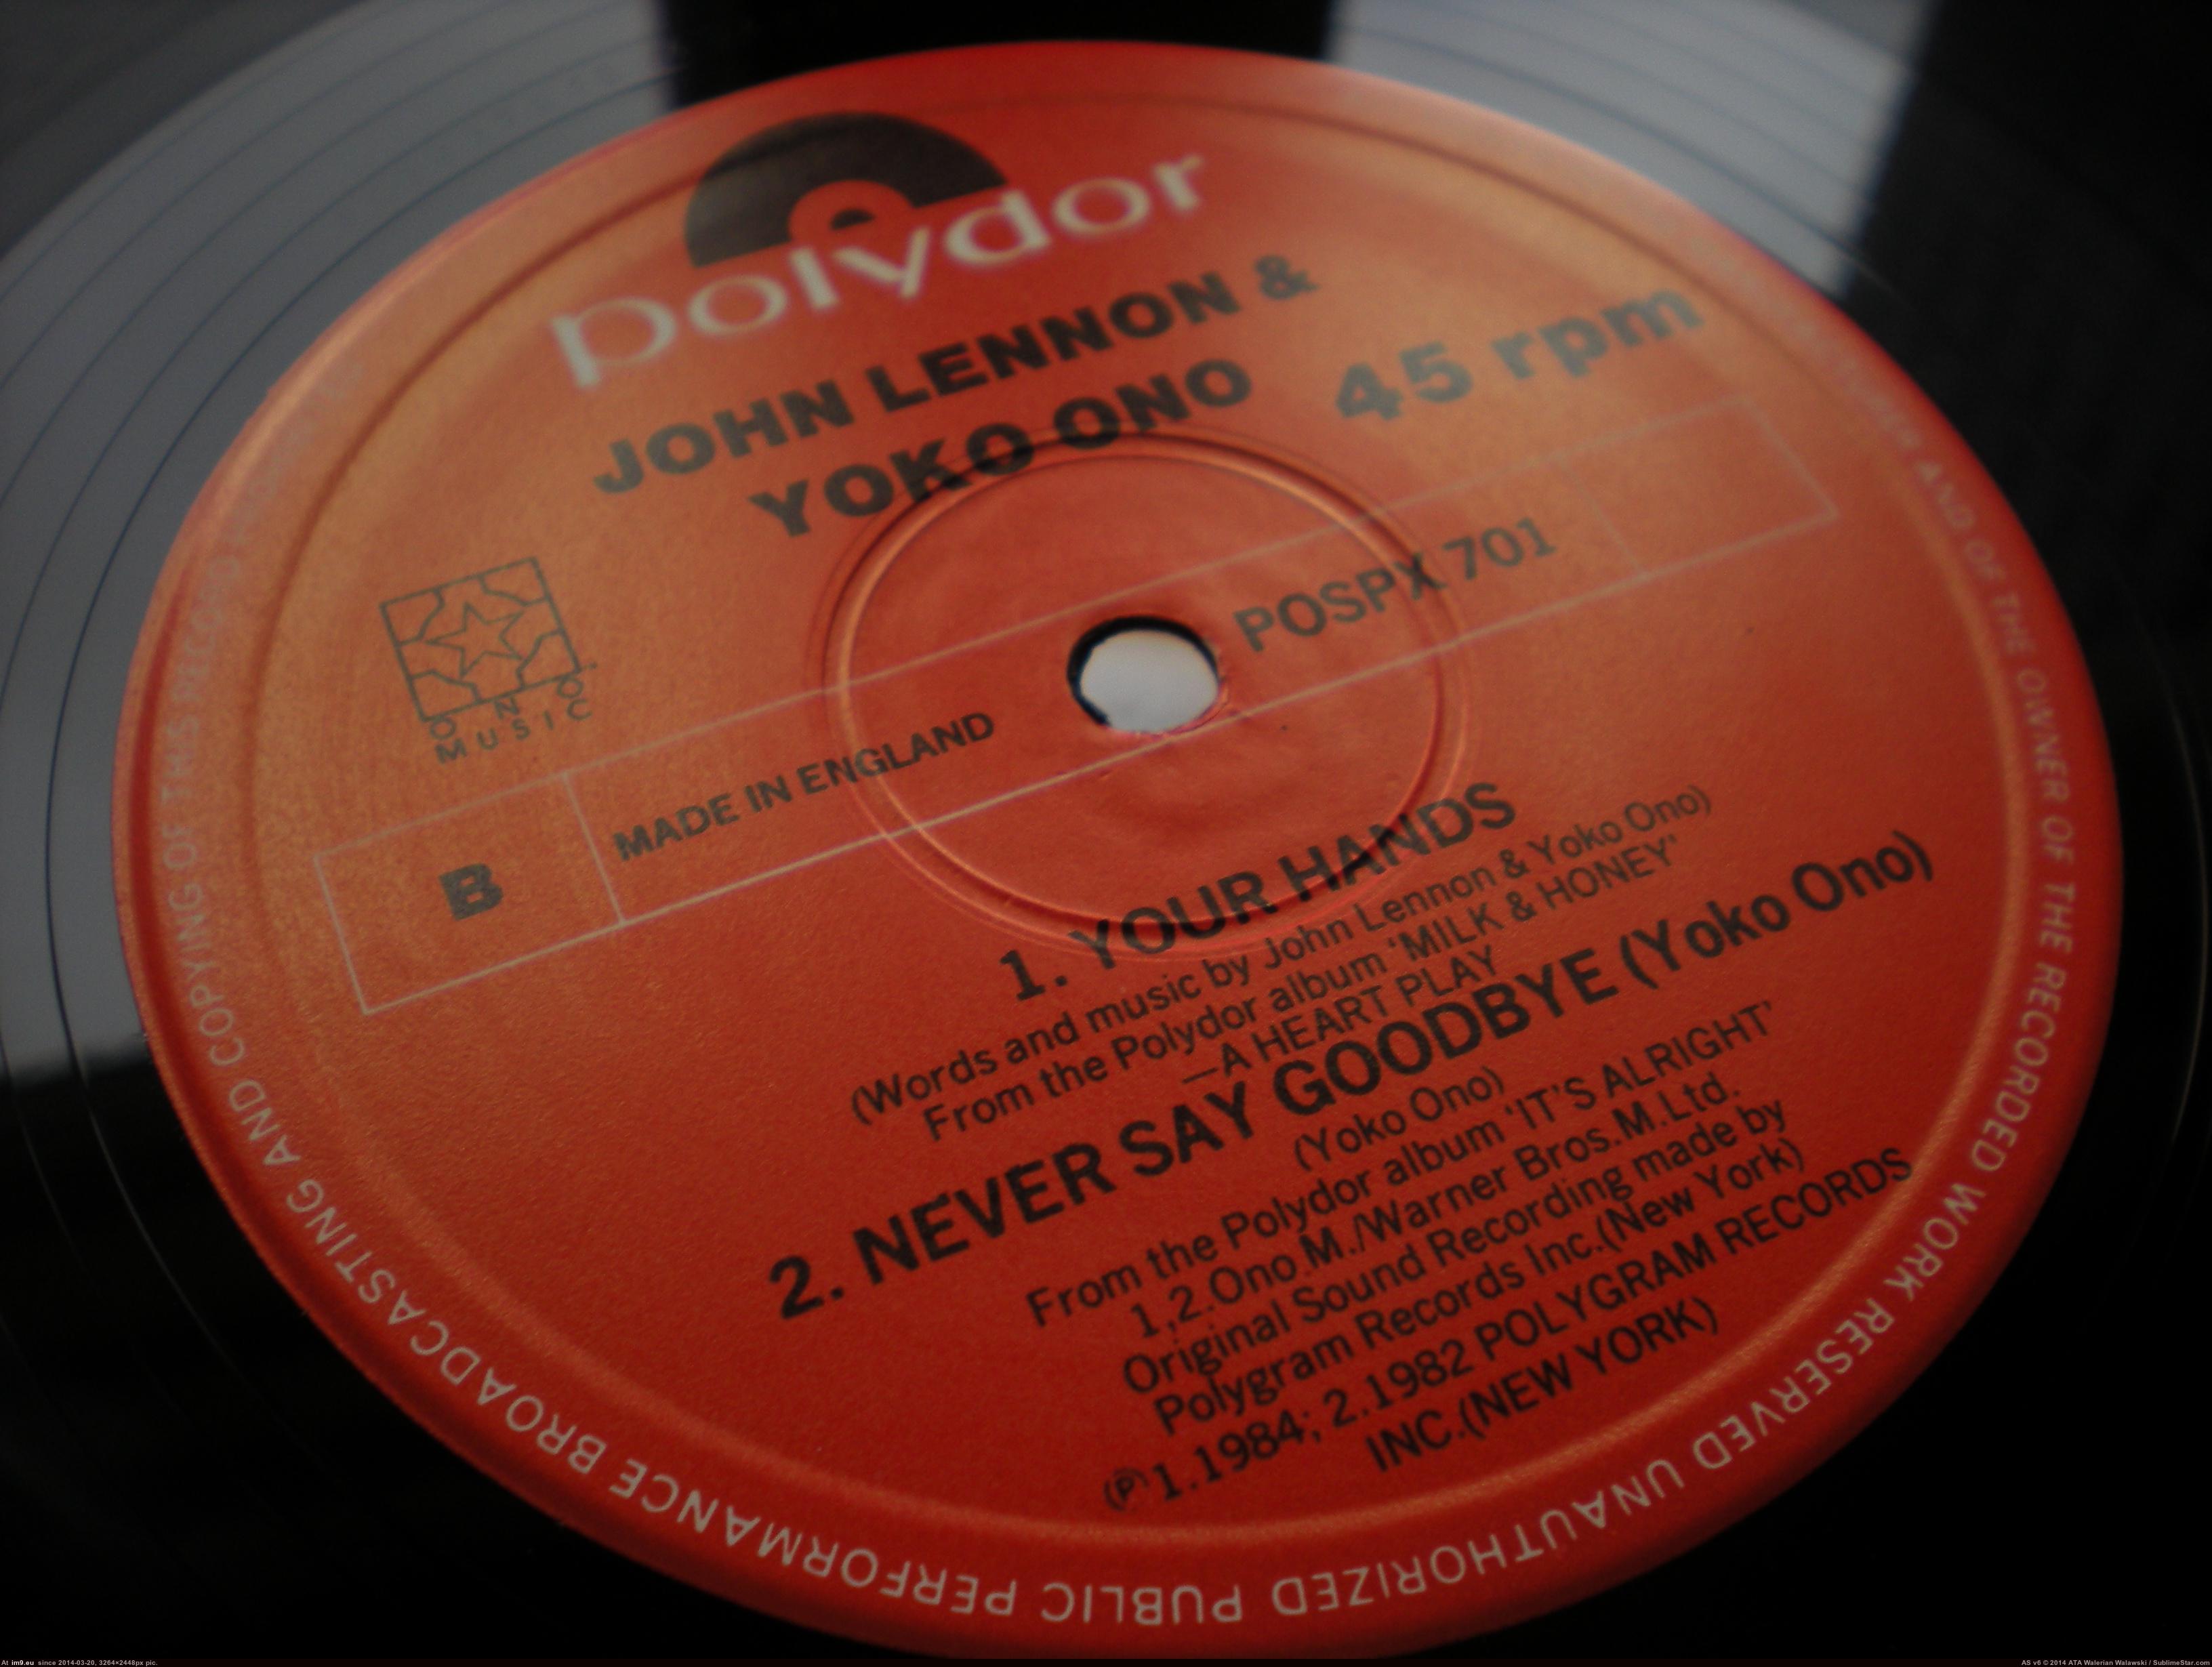 polydor
JOHN LENNON &
YOKO ONO
45 rpm
ONO
MUSIC
POSPX 701
MADE IN ENGLAND
B
1. YOUR HANDS
(Words and music by John Lennon & Yoko Ono)
From the Polydor album 'MILK & HONEY'
—A HEART PLAY
2. NEVER SAY GOODBYE (Yoko Ono)
(Yoko Ono)
From the Polydor album 'IT'S ALRIGHT'
1,2.Ono M./Warner Bros.M.Ltd.
Original Sound Recording made by
Polygram Records Inc.(New York)
Ⓟ 1.1984; 2.1982 POLYGRAM RECORDS
INC.(NEW YORK)
AND OF THE OWNER OF THE RECORDED WORK RESERVED UNAUTHORIZED PUBLIC PERFORMANCE BROADCASTING AND COPYING OF THIS RECORD
At im9.eu since 2014-03-20, 3264×2448px pic.
AS v6 © 2014 ATA Walerian Walawski / SublimeStar.com